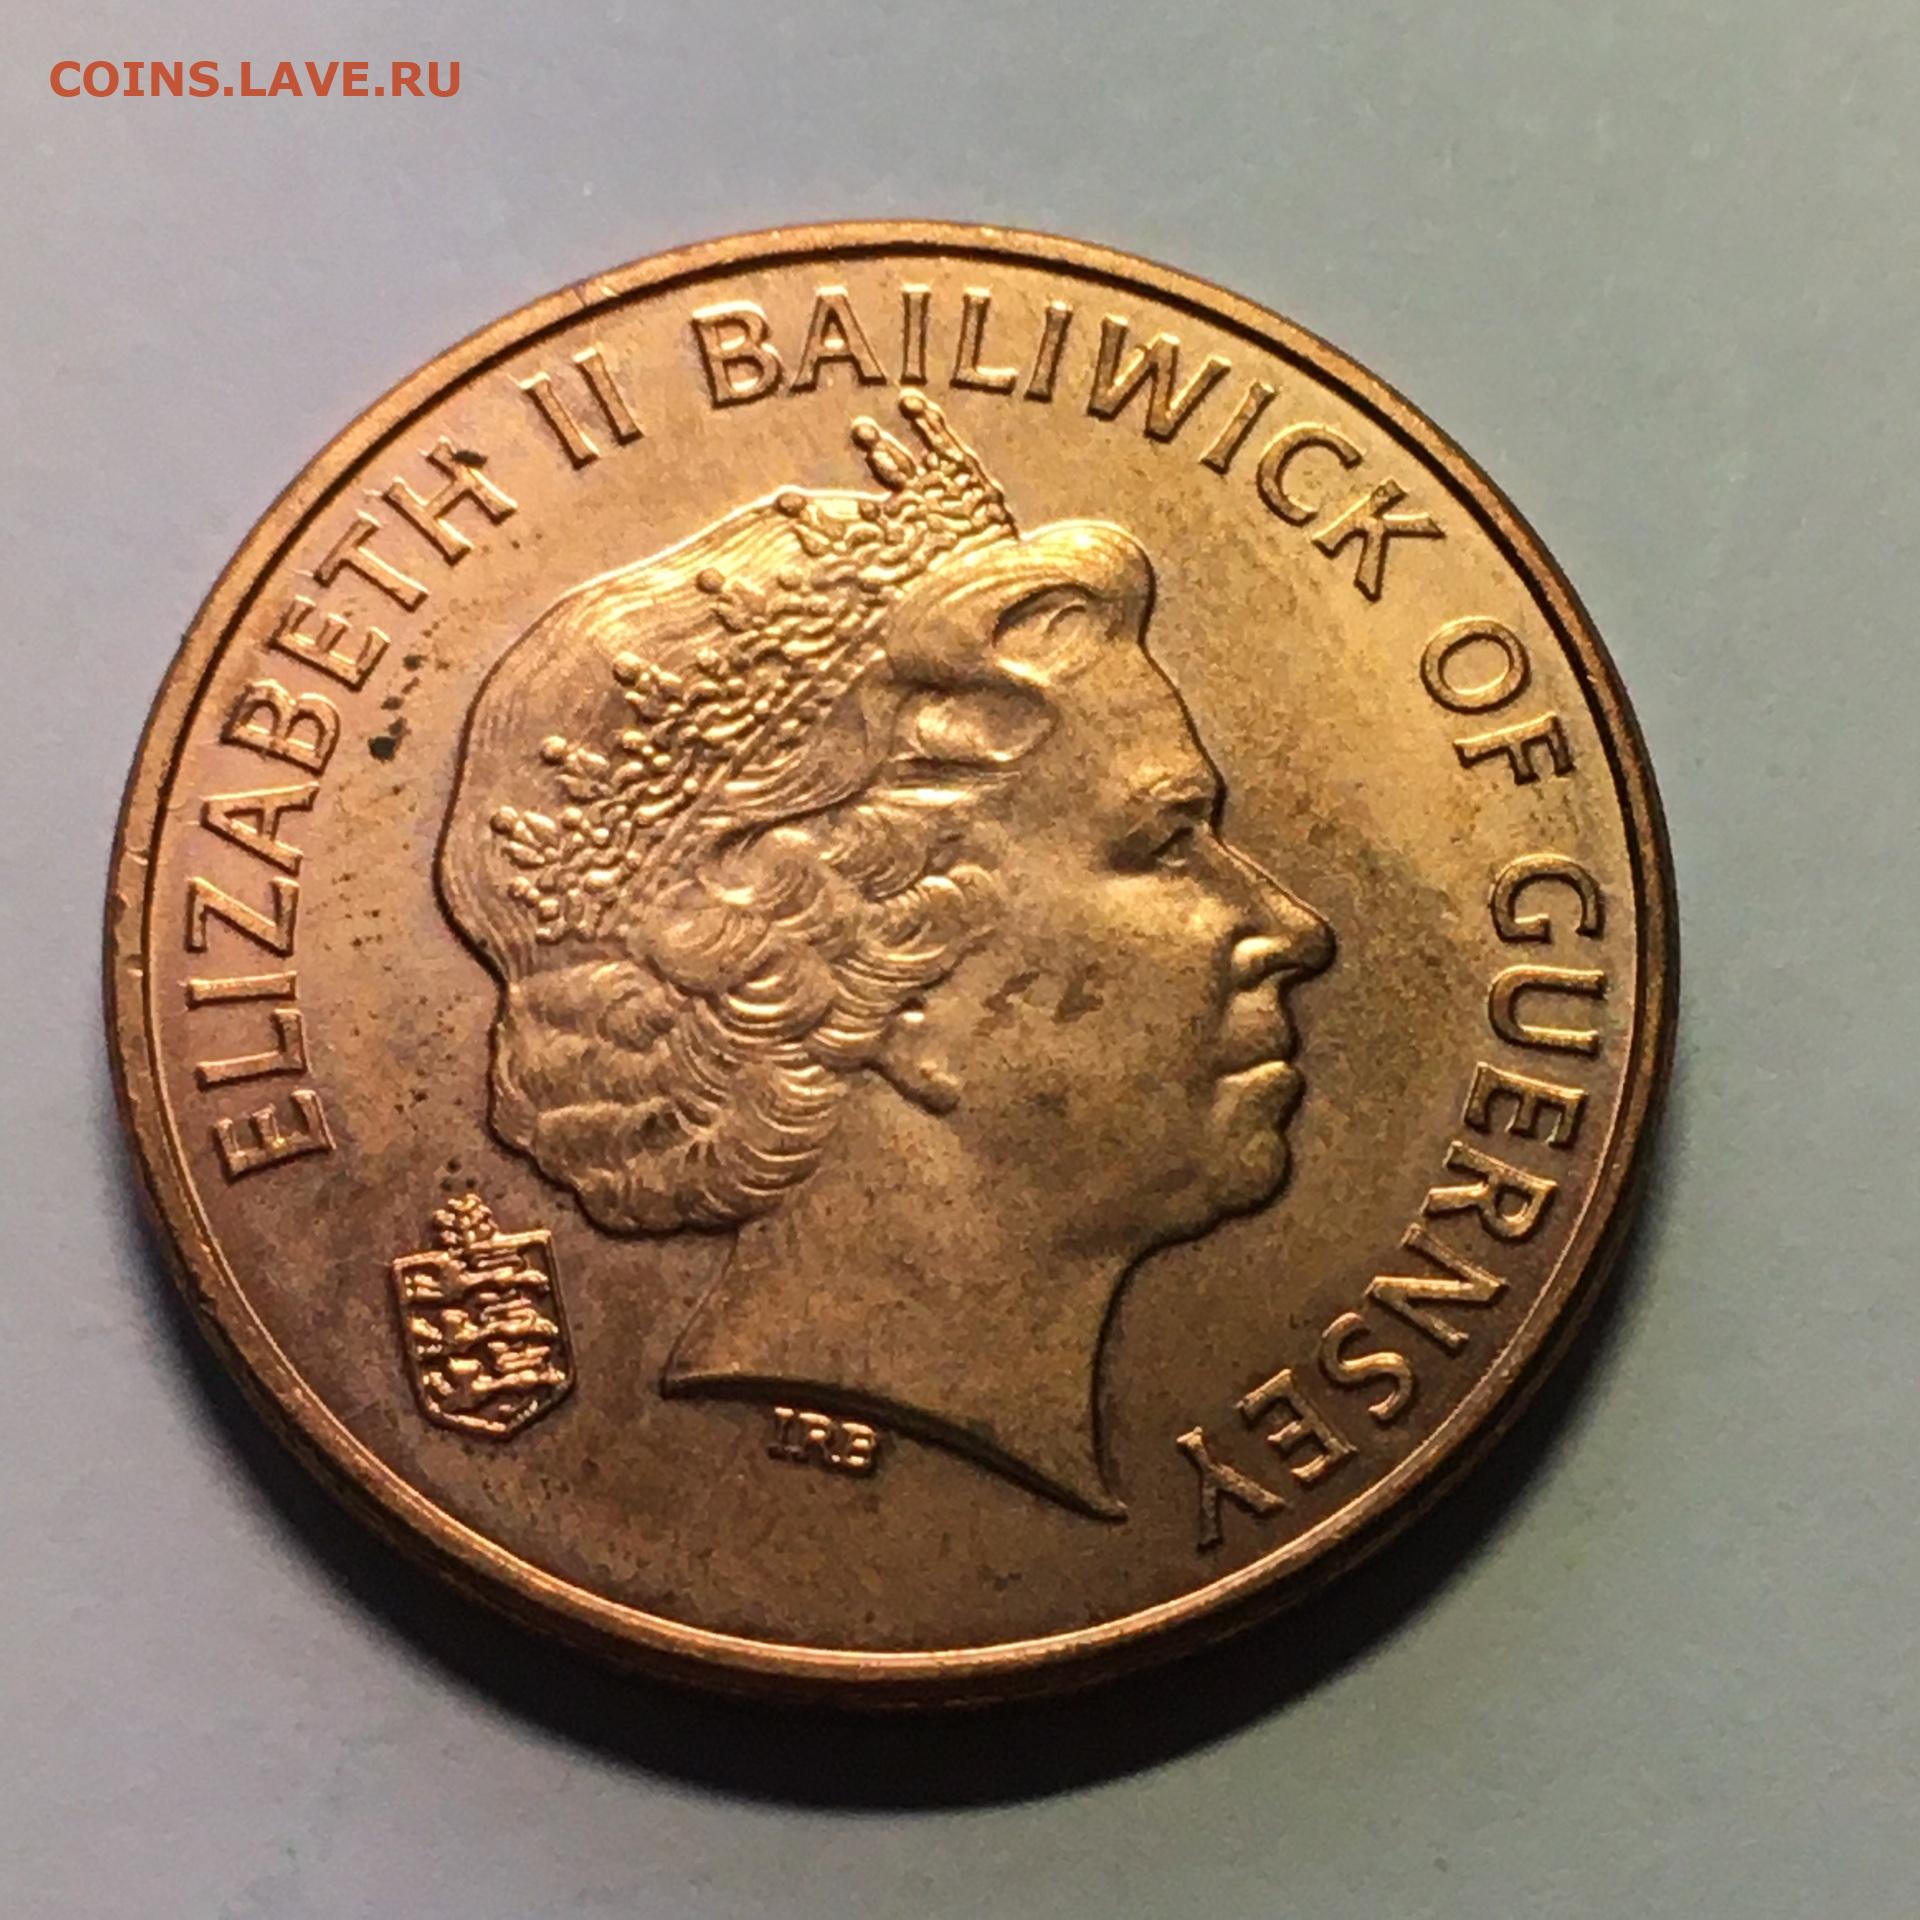 COINS.LAVE.RU
ELIZABETH II BAILIWICK OF GUERNSEY
IRB